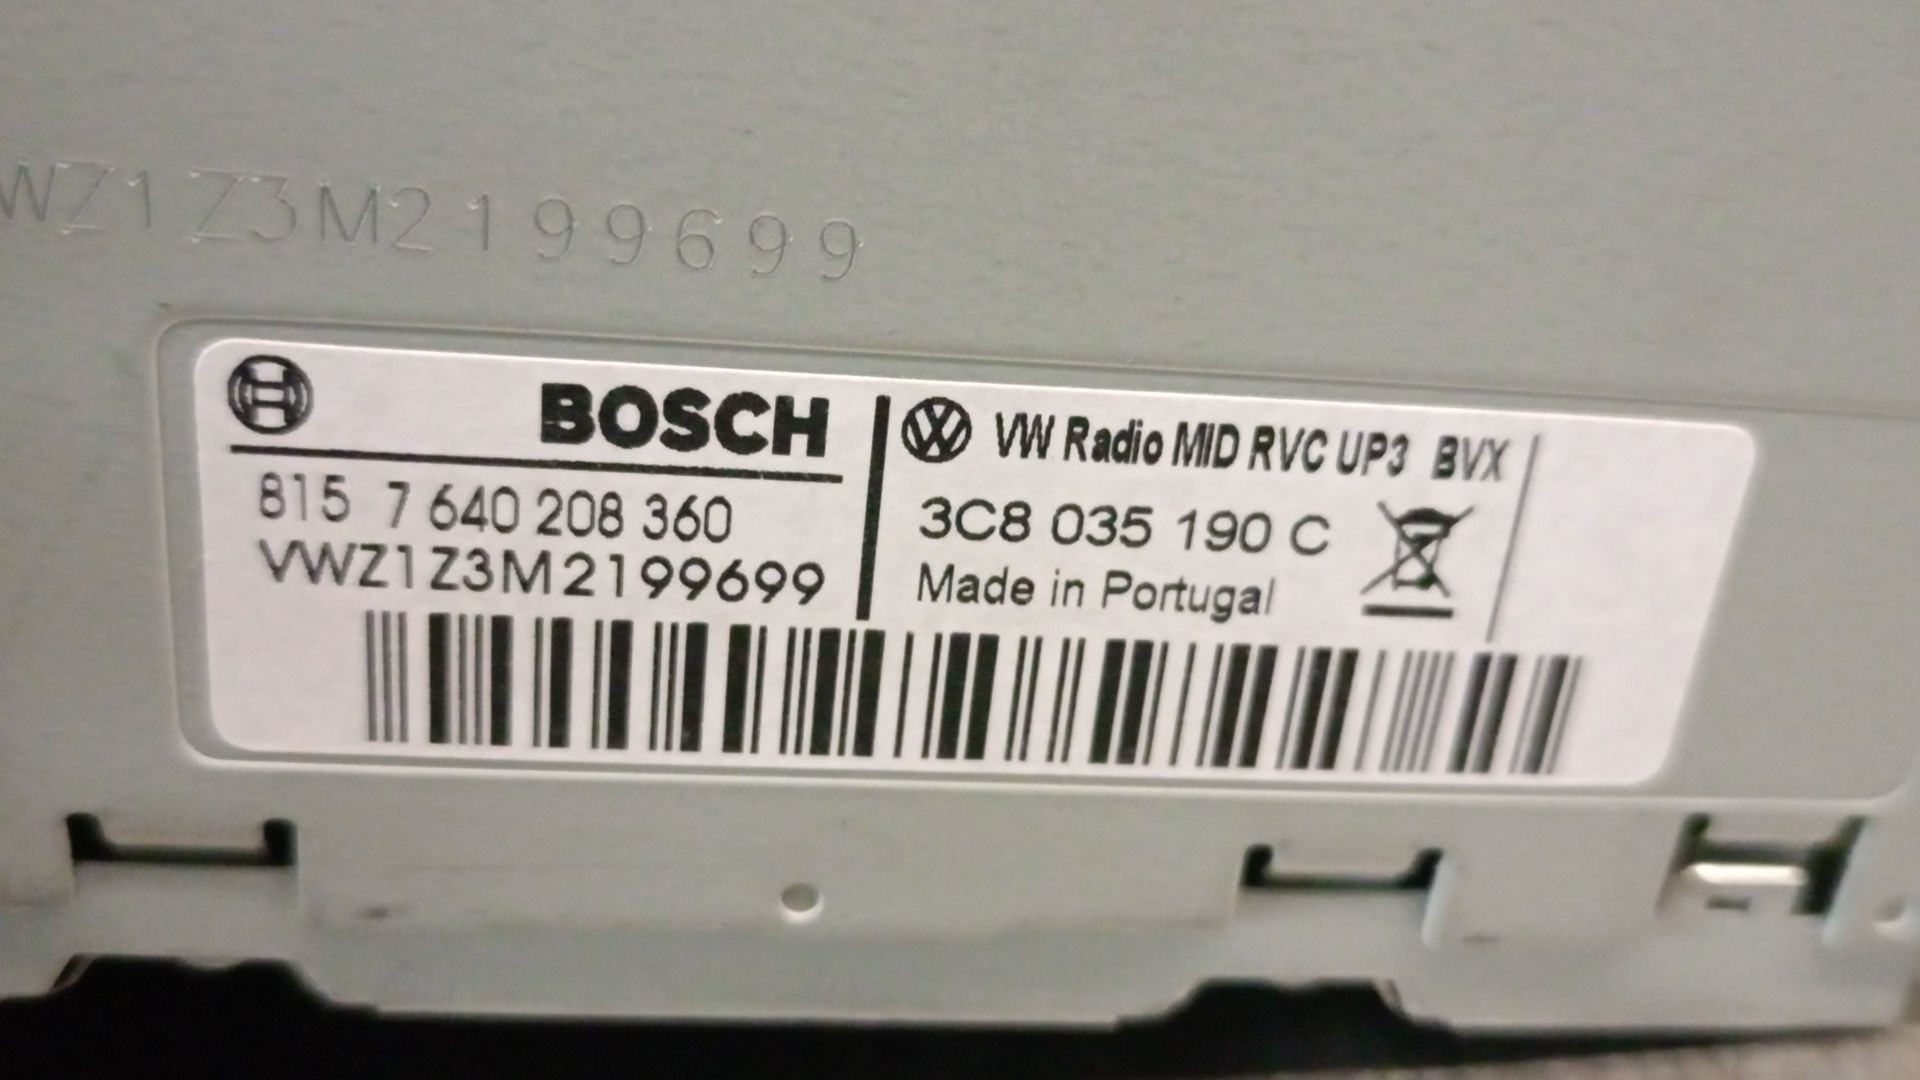 WZ1Z3M2199699
BOSCH
815 7 640 208 360
VWZ1Z3M2199699
VW Radio MID RVC UP3 BVX
3C8 035 190 C
Made in Portugal